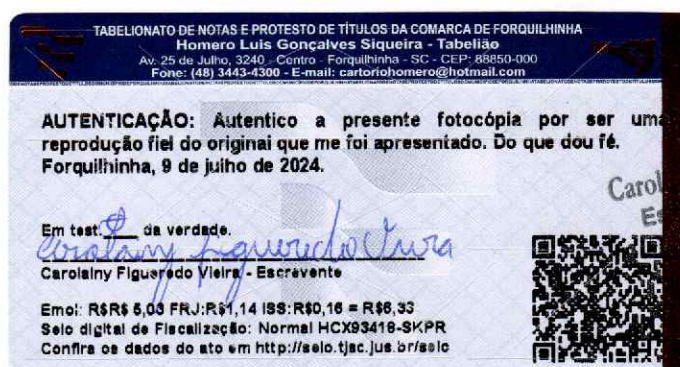 TABELIONATO DE NOTAS E PROTESTO DE TÍTULOS DA COMARCA DE FORQUILHINHA
Homero Luis Gonçalves Siqueira - Tabelião
Av. 25 de Julho, 3240 - Centro - Forquilhinha - SC - CEP: 88850-000
Fone: (48) 3443-4300 - E-mail: cartoriohomero@hotmail.com
AUTENTICAÇÃO: Autentico a presente fotocópia por ser uma
reprodução fiel do original que me foi apresentado. Do que dou fé.
Forquilhinha, 9 de julho de 2024.
Carol
Es
Em test. da verdade.
Carolainy Figueredo Vieira
Carolainy Figueredo Vieira - Escrevente
Emol: R$R$ 5,03 FRJ:R$1,14 ISS:R$0,16 = R$6,33
Selo digital de Fiscalização: Normal HCX93418-SKPR
Confira os dados do ato em http://selo.tjsc.jus.br/selo